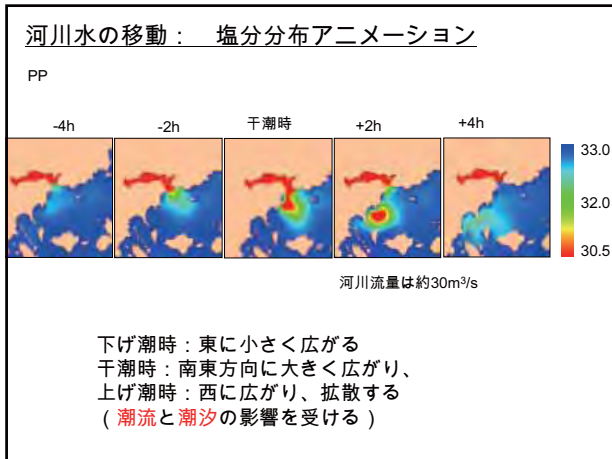 河川水の移動： 塩分分布アニメーション
PP
-4h
-2h
干潮時
+2h
+4h
33.0
32.0
30.5
河川流量は約30m³/s
下げ潮時：東に小さく広がる
干潮時：南東方向に大きく広がり、
上げ潮時：西に広がり、拡散する
（潮流と潮汐の影響を受ける）